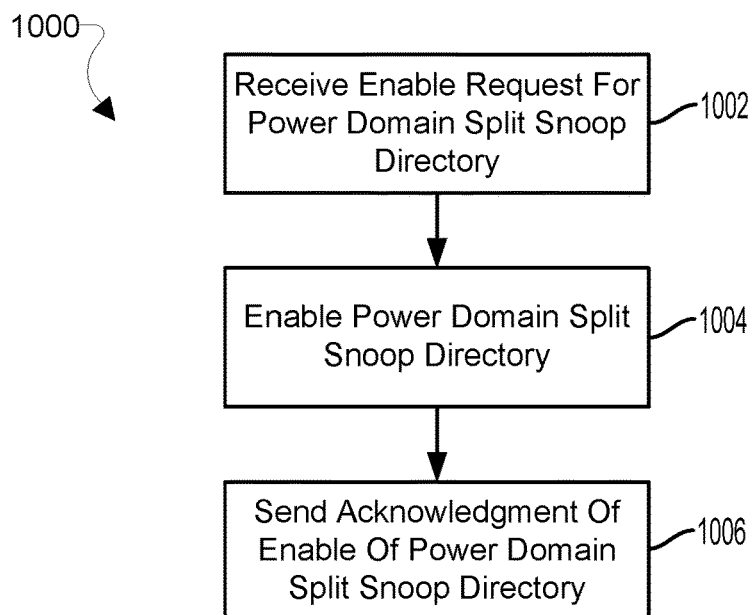 1000
Receive Enable Request For
Power Domain Split Snoop
Directory
1002
Enable Power Domain Split
Snoop Directory
1004
Send Acknowledgment Of
Enable Of Power Domain
Split Snoop Directory
1006